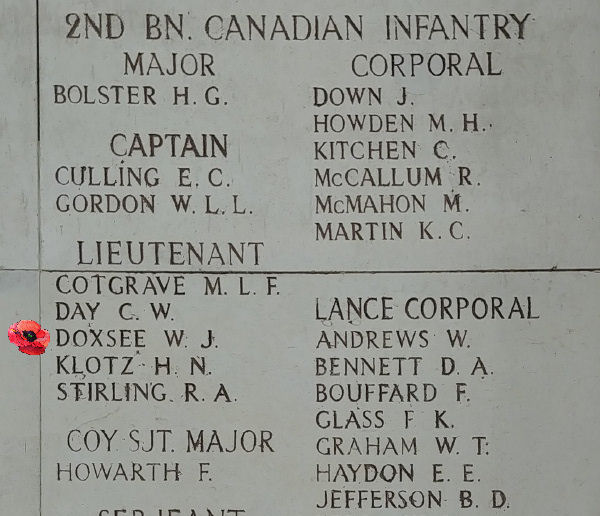 2ND BN. CANADIAN INFANTRY
MAJOR
BOLSTER H. G.
CAPTAIN
CULLING E. C.
GORDON W. L. L.
LIEUTENANT
COTGRAVE M. L. F.
DAY C. W.
DOXSEE W. J.
KLOTZ H. N.
STIRLING. R. A.
COY SJT. MAJOR
HOWARTH F.
SERJEANT
CORPORAL
DOWN J.
HOWDEN M. H.
KITCHEN C.
McCALLUM R.
McMAHON M.
MARTIN K. C.
LANCE CORPORAL
ANDREWS W.
BENNETT D. A.
BOUFFARD F.
GLASS F K.
GRAHAM W. T.
HAYDON E. E.
JEFFERSON B. D.